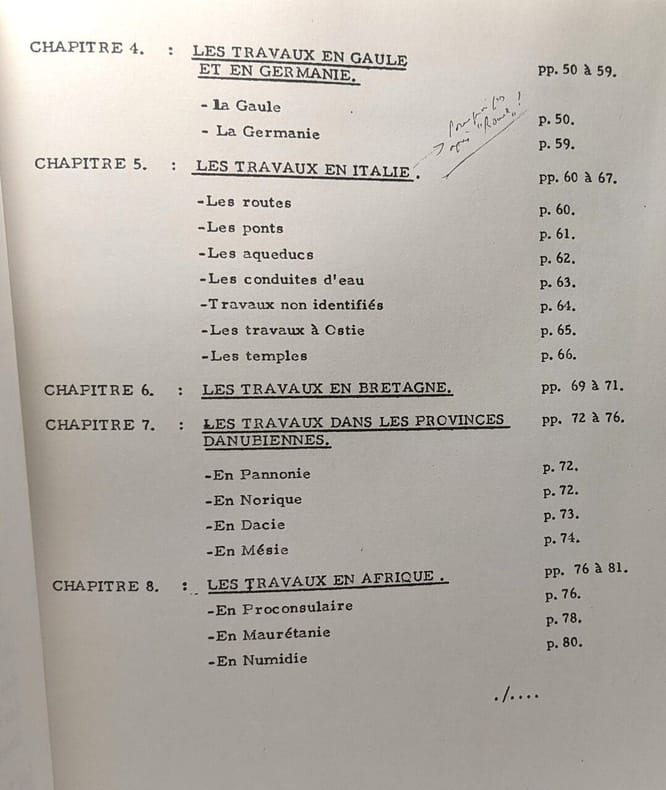 CHAPITRE 4. : LES TRAVAUX EN GAULE
ET EN GERMANIE. pp. 50 à 59.
- la Gaule p. 50.
- La Germanie p. 59.
après "Rome" !
CHAPITRE 5. : LES TRAVAUX EN ITALIE. pp. 60 à 67.
-Les routes p. 60.
-Les ponts p. 61.
-Les aqueducs p. 62.
-Les conduites d'eau p. 63.
-Travaux non identifiés p. 64.
-Les travaux à Ostie p. 65.
-Les temples p. 66.
CHAPITRE 6. : LES TRAVAUX EN BRETAGNE. pp. 69 à 71.
CHAPITRE 7. : LES TRAVAUX DANS LES PROVINCES pp. 72 à 76.
DANUBIENNES.
-En Pannonie p. 72.
-En Norique p. 72.
-En Dacie p. 73.
-En Mésie p. 74.
CHAPITRE 8. : LES TRAVAUX EN AFRIQUE. pp. 76 à 81.
-En Proconsulaire p. 76.
-En Maurétanie p. 78.
-En Numidie p. 80.
./....